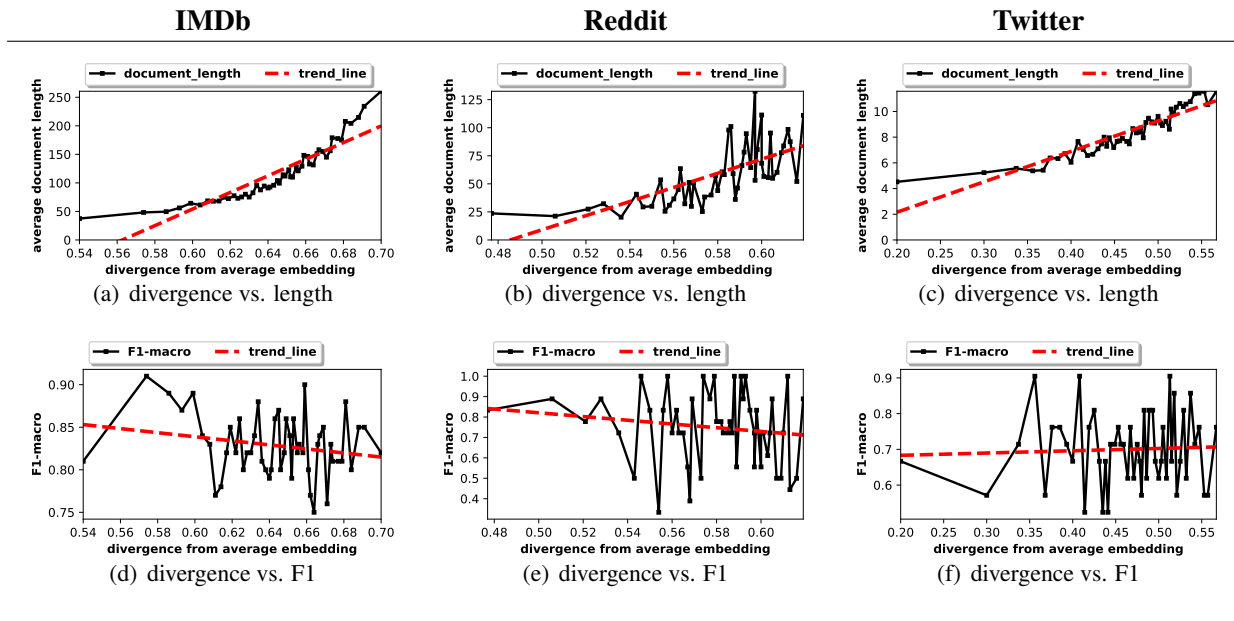 IMDb Reddit Twitter
document_length trend_line
average document length
250
200
150
100
50
0
0.54 0.56 0.58 0.60 0.62 0.64 0.66 0.68 0.70
divergence from average embedding
(a) divergence vs. length
document_length trend_line
average document length
125
100
75
50
25
0
0.48 0.50 0.52 0.54 0.56 0.58 0.60
divergence from average embedding
(b) divergence vs. length
document_length trend_line
average document length
10
8
6
4
2
0
0.20 0.25 0.30 0.35 0.40 0.45 0.50 0.55
divergence from average embedding
(c) divergence vs. length
F1-macro trend_line
F1-macro
0.90
0.85
0.80
0.75
0.54 0.56 0.58 0.60 0.62 0.64 0.66 0.68 0.70
divergence from average embedding
(d) divergence vs. F1
F1-macro trend_line
F1-macro
1.0
0.9
0.8
0.7
0.6
0.5
0.4
0.48 0.50 0.52 0.54 0.56 0.58 0.60
divergence from average embedding
(e) divergence vs. F1
F1-macro trend_line
F1-macro
0.9
0.8
0.7
0.6
0.20 0.25 0.30 0.35 0.40 0.45 0.50 0.55
divergence from average embedding
(f) divergence vs. F1